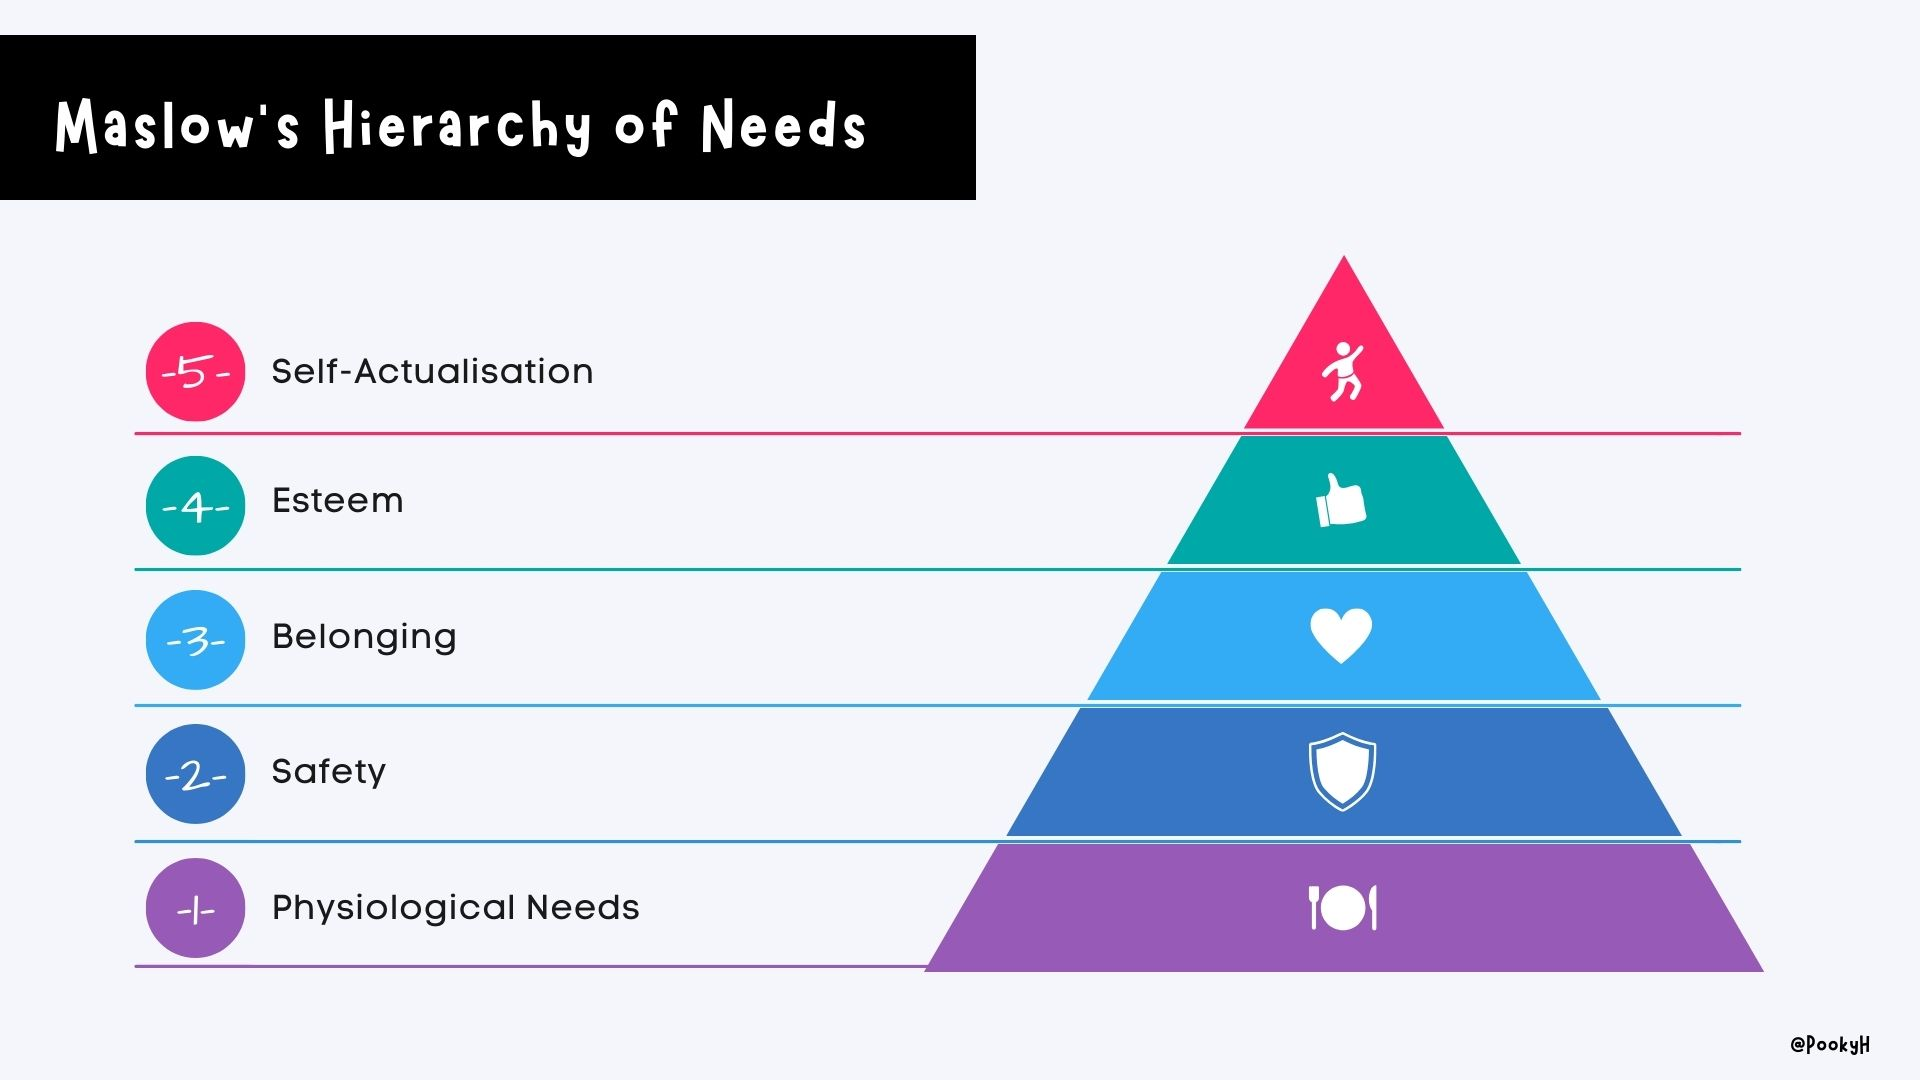 Maslow's Hierarchy of Needs
-5- Self-Actualisation
-4- Esteem
-3- Belonging
-2- Safety
-1- Physiological Needs
@PookyH